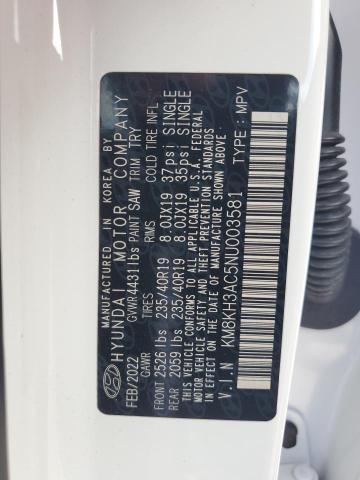 MANUFACTURED IN KOREA BY
HYUNDAI MOTOR COMPANY
FEB/2022 GVWR 4431 lbs PAINT SAW TRIM TRY
GAWR TIRES RIMS COLD TIRE INFL.
FRONT 2526 lbs 235/40R19 8.0JX19 37psi SINGLE
REAR 2059 lbs 235/40R19 8.0JX19 35psi SINGLE
THIS VEHICLE CONFORMS TO ALL APPLICABLE U.S.A. FEDERAL
MOTOR VEHICLE SAFETY, BUMPER, AND THEFT PREVENTION STANDARDS
IN EFFECT ON THE DATE OF MANUFACTURE SHOWN ABOVE.
V.I.N KM8KH3AC5NU003581 TYPE: MPV